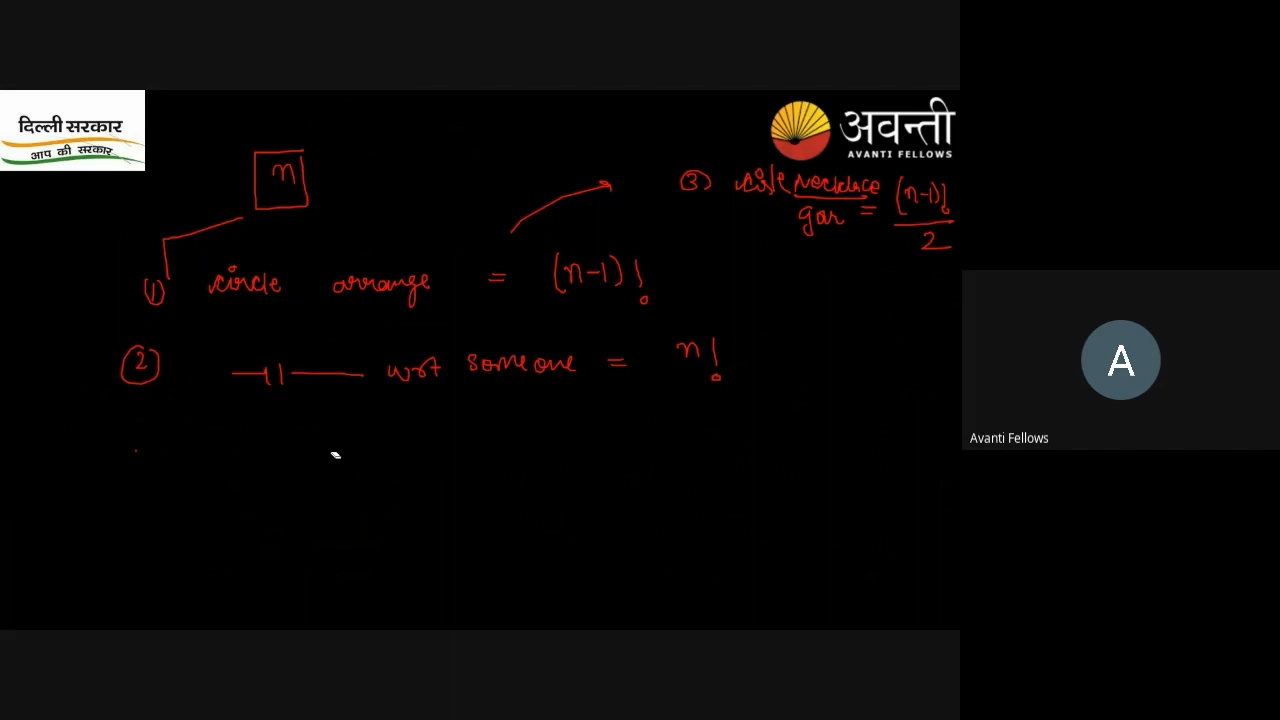 दिल्ली सरकार
आप की सरकार
अवन्ती
AVANTI FELLOWS
n
③ necklace
gar = (n-1)!
2
(1) circle arrange = (n-1)!
② —||— wrt someone = n!
A
Avanti Fellows